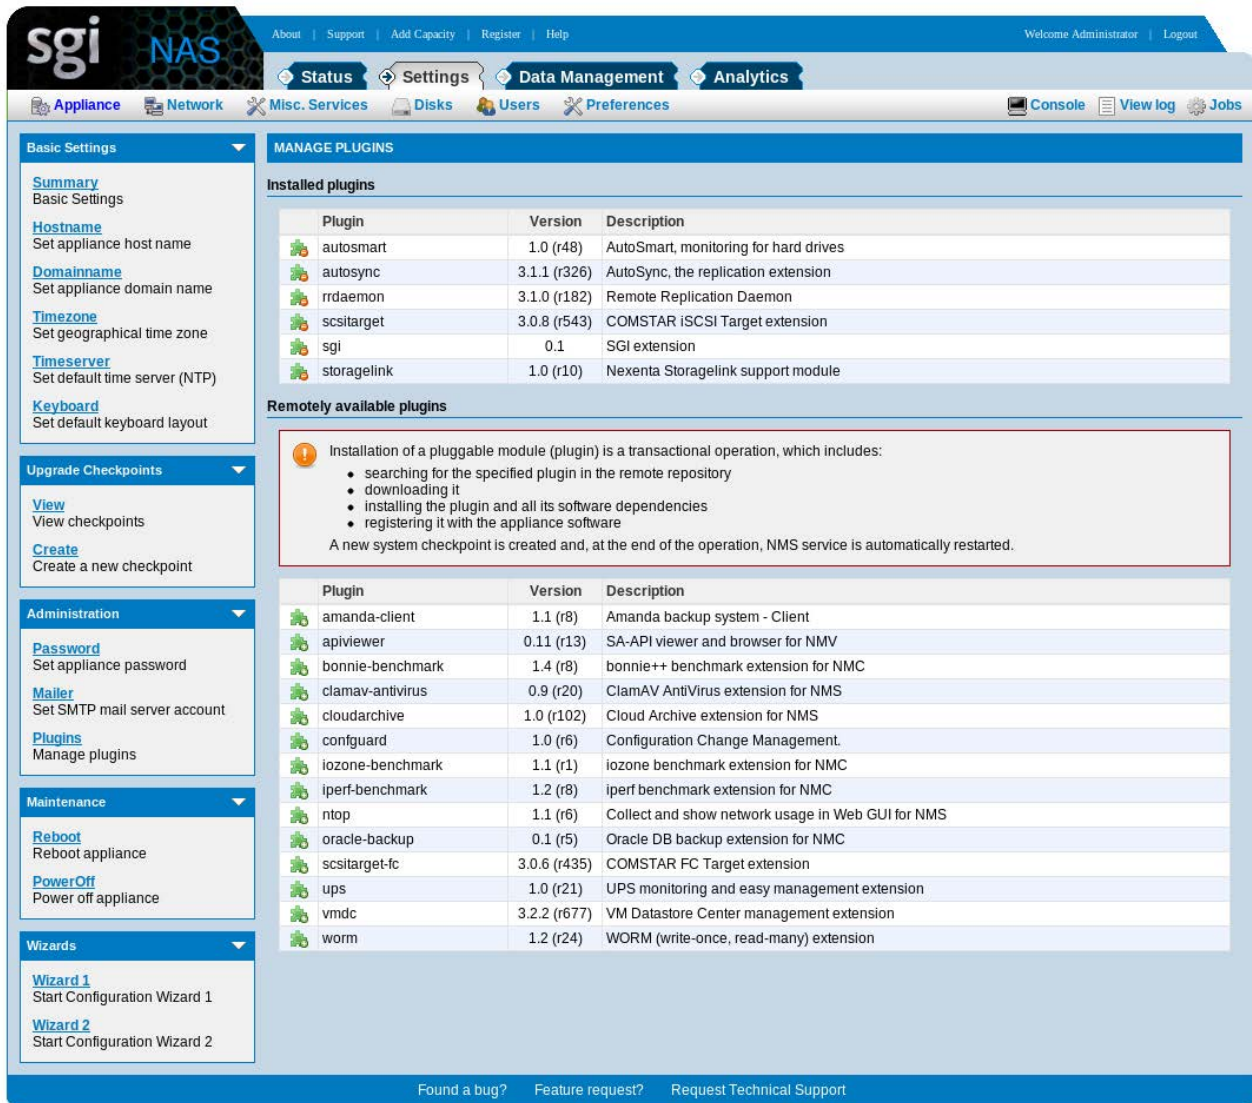 sgi NAS
About | Support | Add Capacity | Register | Help
Welcome Administrator | Logout
Status Settings Data Management Analytics
Appliance Network Misc. Services Disks Users Preferences
Console View log Jobs
Basic Settings
Summary
Basic Settings
Hostname
Set appliance host name
Domainname
Set appliance domain name
Timezone
Set geographical time zone
Timeserver
Set default time server (NTP)
Keyboard
Set default keyboard layout
Upgrade Checkpoints
View
View checkpoints
Create
Create a new checkpoint
Administration
Password
Set appliance password
Mailer
Set SMTP mail server account
Plugins
Manage plugins
Maintenance
Reboot
Reboot appliance
PowerOff
Power off appliance
Wizards
Wizard 1
Start Configuration Wizard 1
Wizard 2
Start Configuration Wizard 2
MANAGE PLUGINS
Installed plugins
Plugin Version Description
autosmart 1.0 (r48) AutoSmart, monitoring for hard drives
autosync 3.1.1 (r326) AutoSync, the replication extension
rrdaemon 3.1.0 (r182) Remote Replication Daemon
scsitarget 3.0.8 (r543) COMSTAR iSCSI Target extension
sgi 0.1 SGI extension
storagelink 1.0 (r10) Nexenta Storagelink support module
Remotely available plugins
Installation of a pluggable module (plugin) is a transactional operation, which includes:
• searching for the specified plugin in the remote repository
• downloading it
• installing the plugin and all its software dependencies
• registering it with the appliance software
A new system checkpoint is created and, at the end of the operation, NMS service is automatically restarted.
Plugin Version Description
amanda-client 1.1 (r8) Amanda backup system - Client
apiviewer 0.11 (r13) SA-API viewer and browser for NMV
bonnie-benchmark 1.4 (r8) bonnie++ benchmark extension for NMC
clamav-antivirus 0.9 (r20) ClamAV AntiVirus extension for NMS
cloudarchive 1.0 (r102) Cloud Archive extension for NMS
confguard 1.0 (r6) Configuration Change Management.
iozone-benchmark 1.1 (r1) iozone benchmark extension for NMC
iperf-benchmark 1.2 (r8) iperf benchmark extension for NMC
ntop 1.1 (r6) Collect and show network usage in Web GUI for NMS
oracle-backup 0.1 (r5) Oracle DB backup extension for NMC
scsitarget-fc 3.0.6 (r435) COMSTAR FC Target extension
ups 1.0 (r21) UPS monitoring and easy management extension
vmdc 3.2.2 (r677) VM Datastore Center management extension
worm 1.2 (r24) WORM (write-once, read-many) extension
Found a bug? Feature request? Request Technical Support